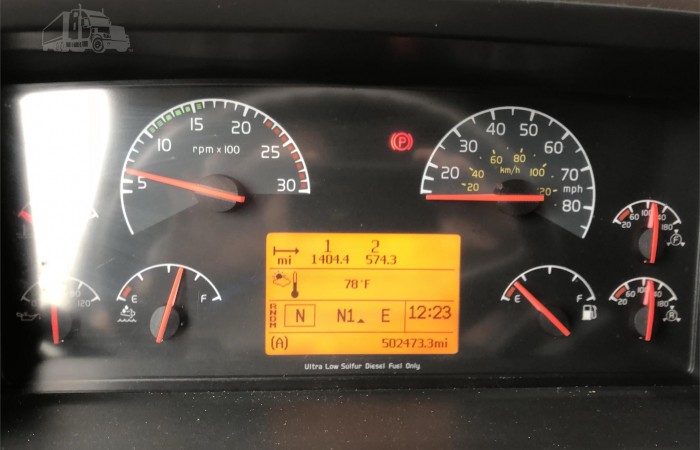 5 10 15 20 25 30
rpm x 100
P
20 30 40 50 60 70 80
mph
20 40 60 80 100 120
km/h
1 2
mi 1404.4 574.3
78°F
R N D M N N1 E 12:23
(A) 502473.3mi
Ultra Low Sulfur Diesel Fuel Only
E F
E F
80 120
20 60 100 180
F
20 60 100 180
R